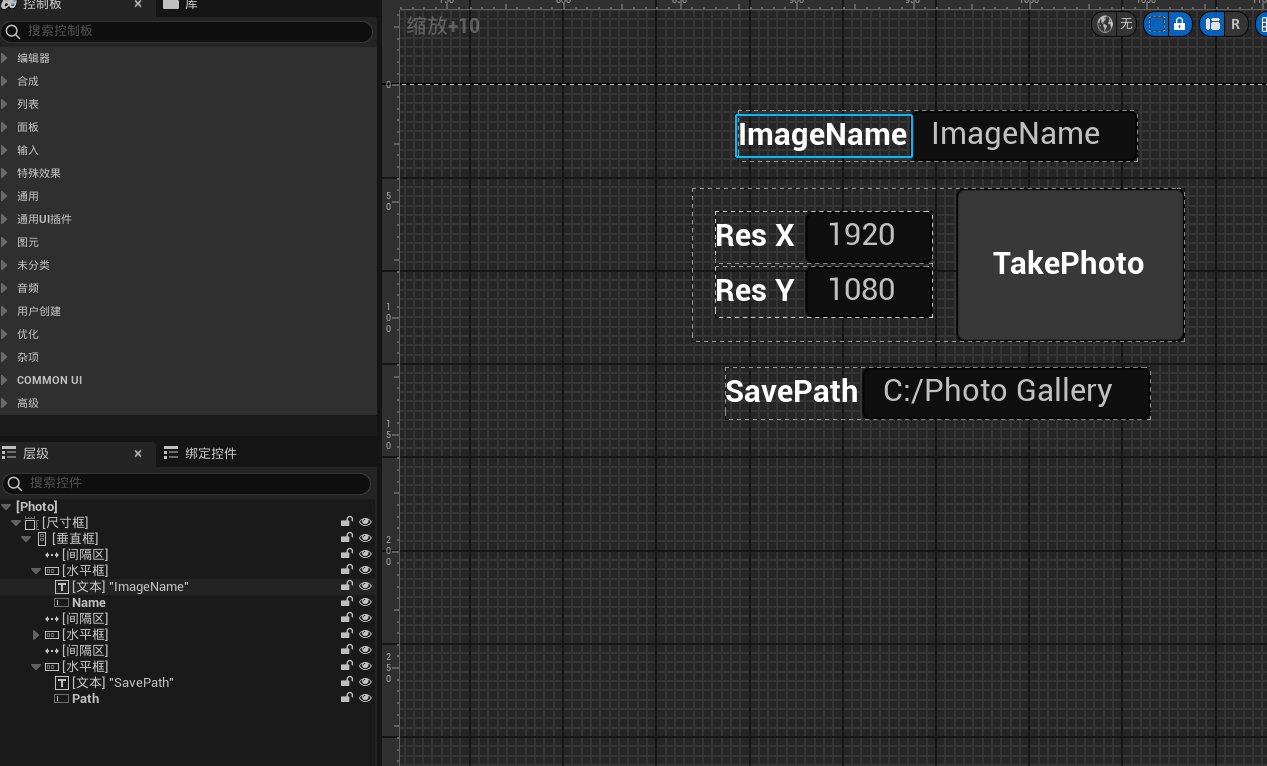 控制板
库
搜索控制板
编辑器
合成
列表
面板
输入
特殊效果
通用
通用UI插件
图元
未分类
音频
用户创建
优化
杂项
COMMON UI
高级
层级
绑定控件
搜索控件
[Photo]
[尺寸框]
[垂直框]
[间隔区]
[水平框]
[文本] "ImageName"
Name
[间隔区]
[水平框]
[间隔区]
[水平框]
[文本] "SavePath"
Path
缩放+10
无
R
0
50
100
150
200
250
ImageName ImageName
Res X 1920
Res Y 1080
TakePhoto
SavePath C:/Photo Gallery